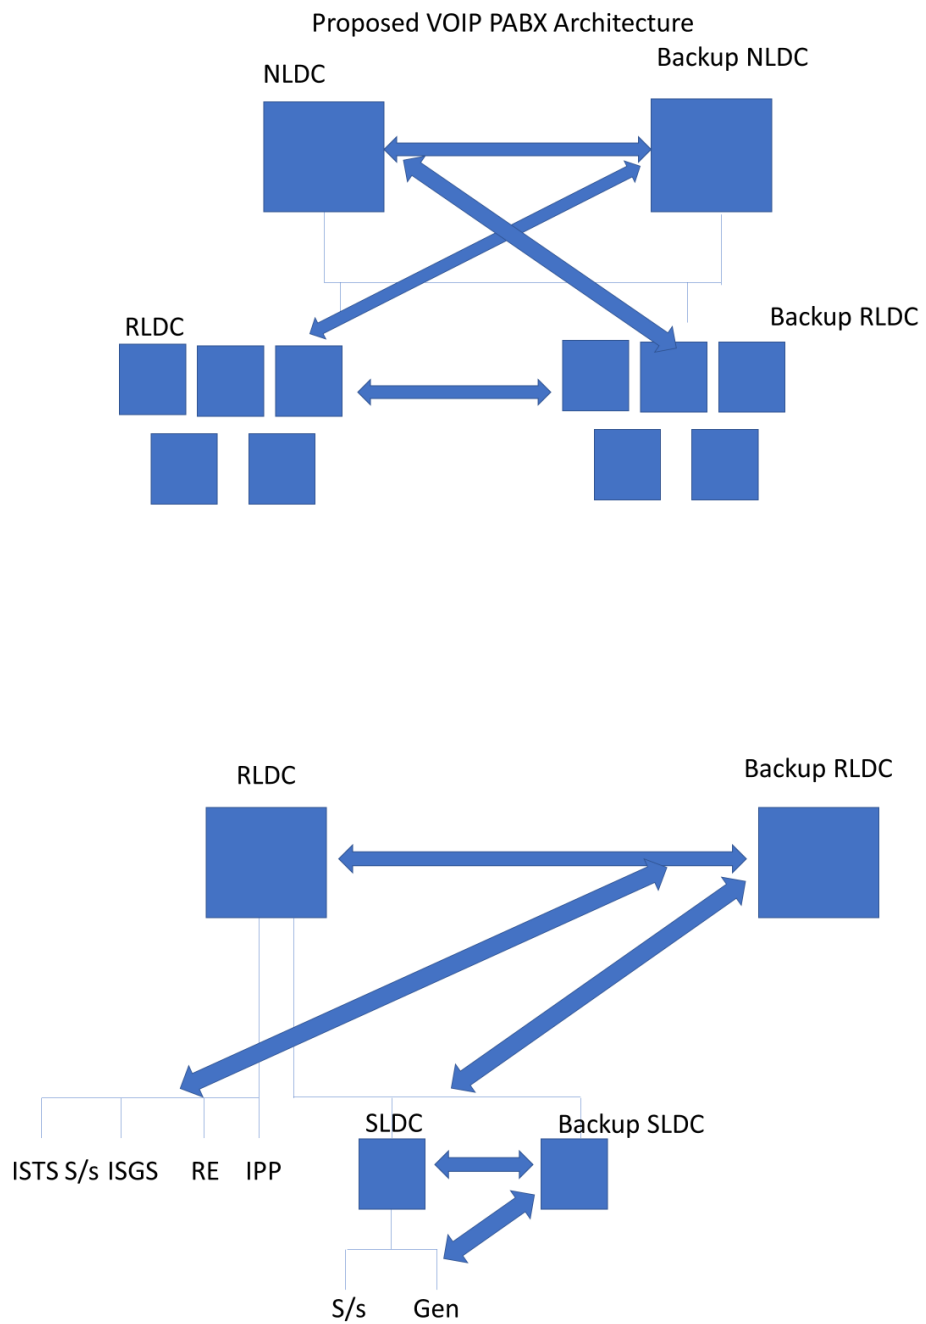 Proposed VOIP PABX Architecture
NLDC
Backup NLDC
RLDC
Backup RLDC
RLDC
Backup RLDC
SLDC
Backup SLDC
ISTS S/s ISGS RE IPP
S/s Gen